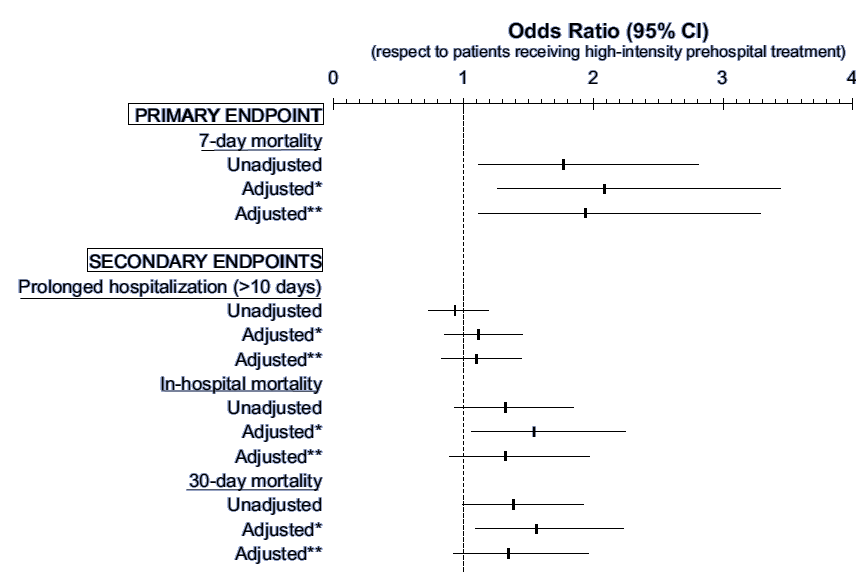 Odds Ratio (95% CI)
(respect to patients receiving high-intensity prehospital treatment)
0 1 2 3 4
PRIMARY ENDPOINT
7-day mortality
Unadjusted
Adjusted*
Adjusted**
SECONDARY ENDPOINTS
Prolonged hospitalization (>10 days)
Unadjusted
Adjusted*
Adjusted**
In-hospital mortality
Unadjusted
Adjusted*
Adjusted**
30-day mortality
Unadjusted
Adjusted*
Adjusted**